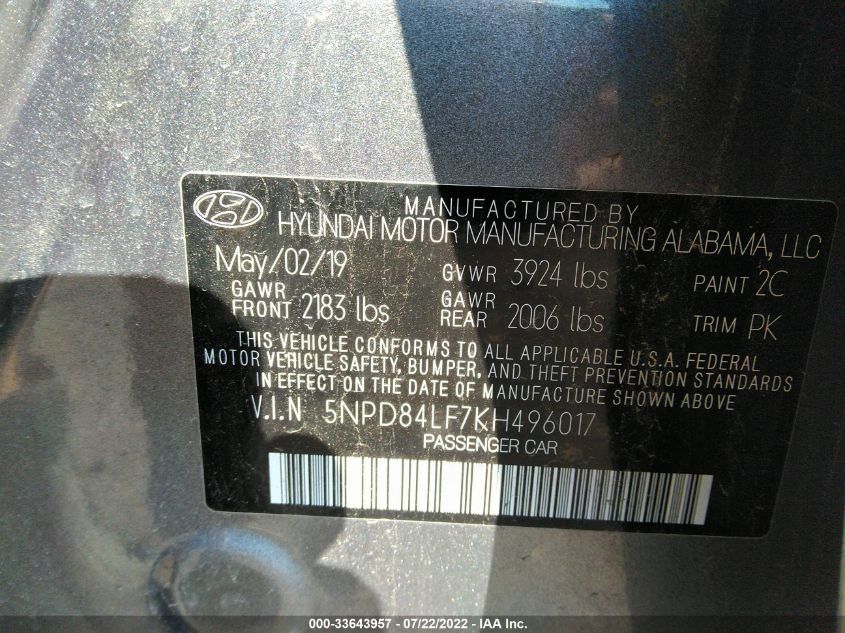 MANUFACTURED BY
HYUNDAI MOTOR MANUFACTURING ALABAMA, LLC
May/02/19 GVWR 3924 lbs PAINT 2C
GAWR FRONT 2183 lbs GAWR REAR 2006 lbs TRIM PK
THIS VEHICLE CONFORMS TO ALL APPLICABLE U.S.A. FEDERAL
MOTOR VEHICLE SAFETY, BUMPER, AND THEFT PREVENTION STANDARDS
IN EFFECT ON THE DATE OF MANUFACTURE SHOWN ABOVE
V.I.N 5NPD84LF7KH496017
PASSENGER CAR
000-33643957 - 07/22/2022 - IAA Inc.